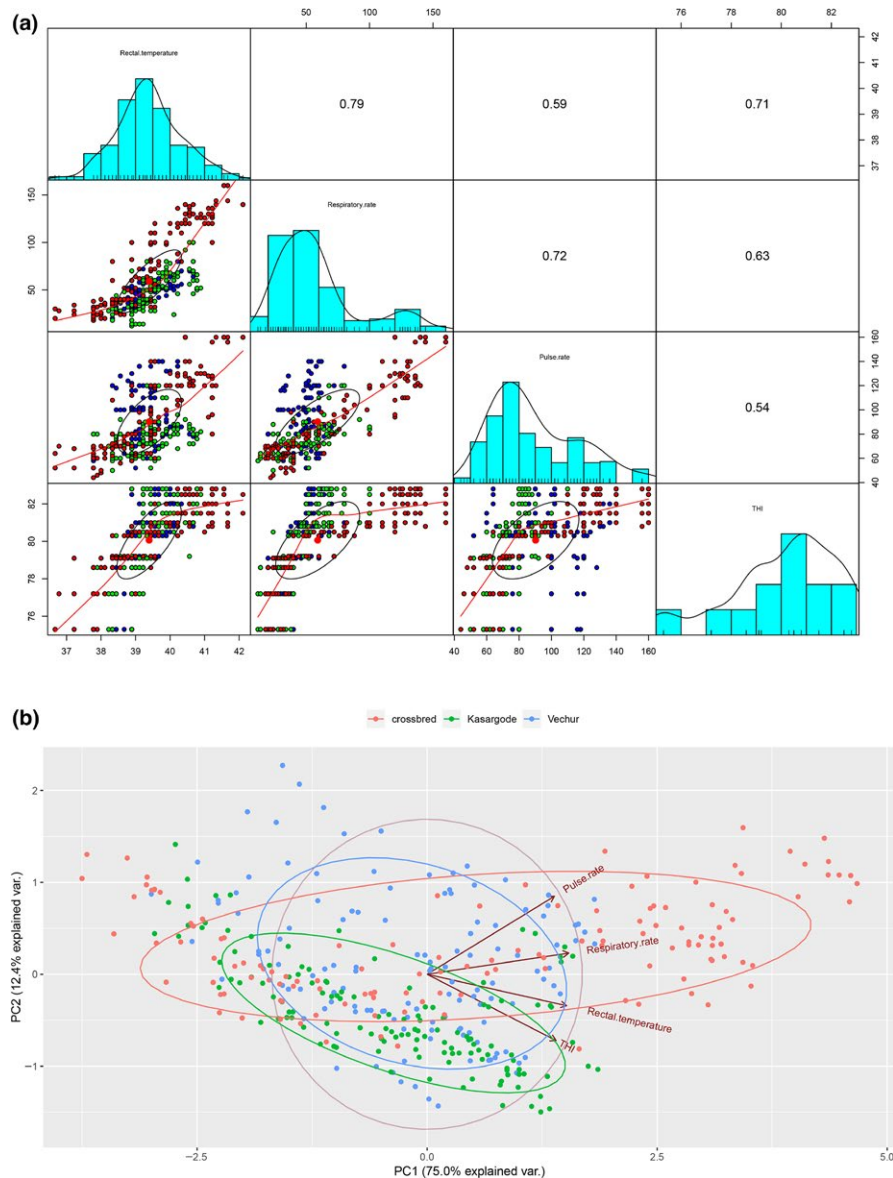 (a)
50 100 150
76 78 80 82
Rectal.temperature
0.79
0.59
0.71
37 38 39 40 41 42
50 100 150
Respiratory.rate
0.72
0.63
Pulse.rate
0.54
40 60 80 100 120 140 160
76 78 80 82
THI
37 38 39 40 41 42
40 60 80 100 120 140 160
(b)
crossbred Kasargode Vechur
PC2 (12.4% explained var.)
2
1
0
−1
Pulse.rate
Respiratory.rate
Rectal.temperature
THI
−2.5 0.0 2.5 5.0
PC1 (75.0% explained var.)